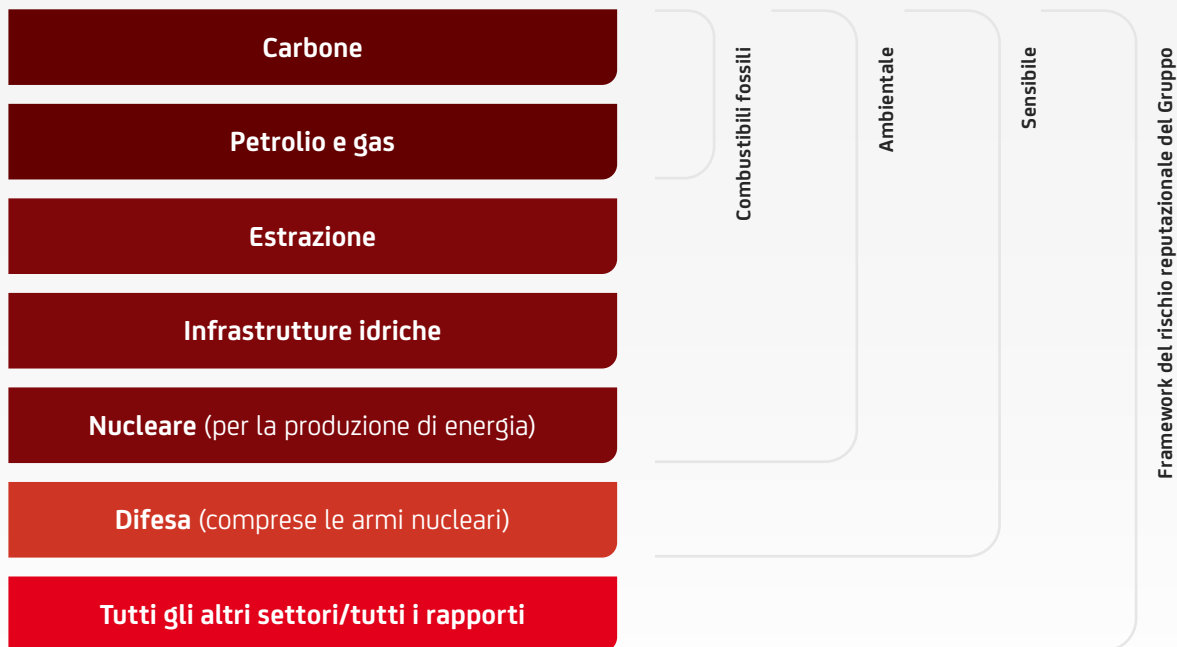 Carbone
Petrolio e gas
Estrazione
Infrastrutture idriche
Nucleare (per la produzione di energia)
Difesa (comprese le armi nucleari)
Tutti gli altri settori/tutti i rapporti
Combustibili fossili
Ambientale
Sensibile
Framework del rischio reputazionale del Gruppo